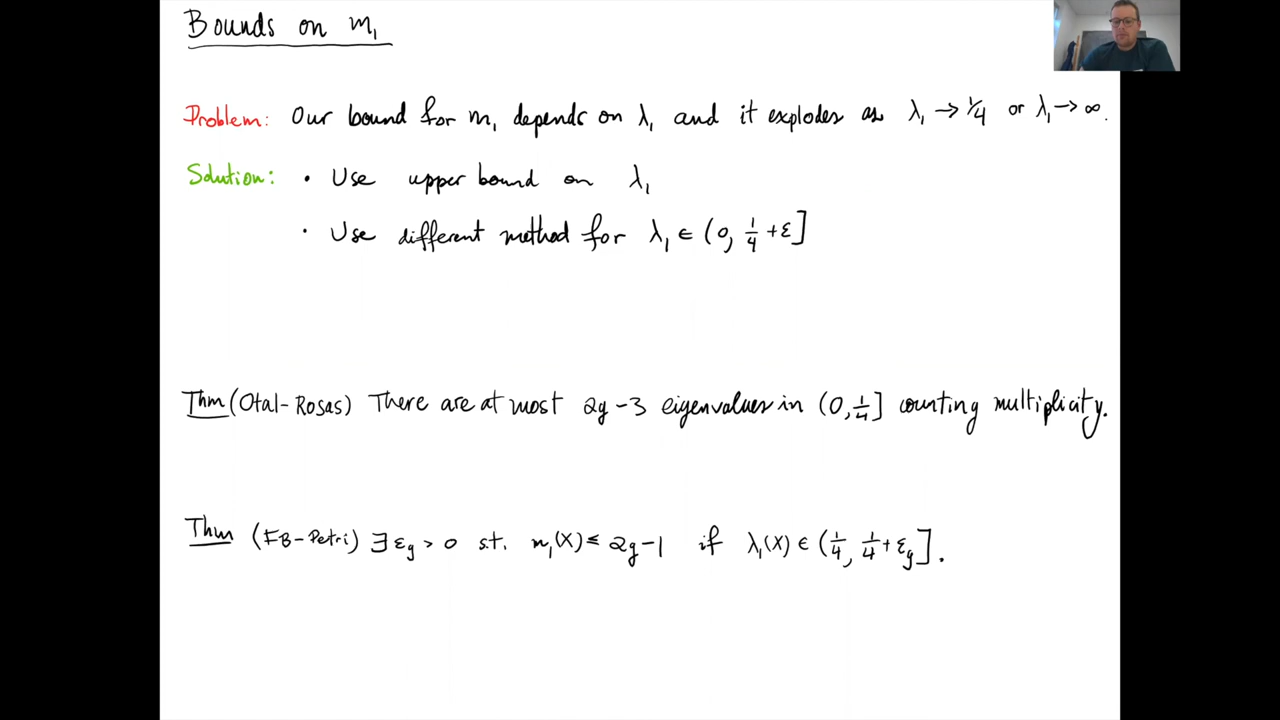 Bounds on m₁
Problem: Our bound for m₁ depends on λ₁ and it explodes as λ₁ → 1/4 or λ₁ → ∞.
Solution: • Use upper bound on λ₁
• Use different method for λ₁ ∈ (0, 1/4 + ε]
Thm (Otal-Rosas) There are at most 2g-3 eigenvalues in (0, 1/4] counting multiplicity.
Thm (FB-Petri) ∃ ε_g > 0 s.t. m₁(X) ≤ 2g-1 if λ₁(X) ∈ (1/4, 1/4 + ε_g].